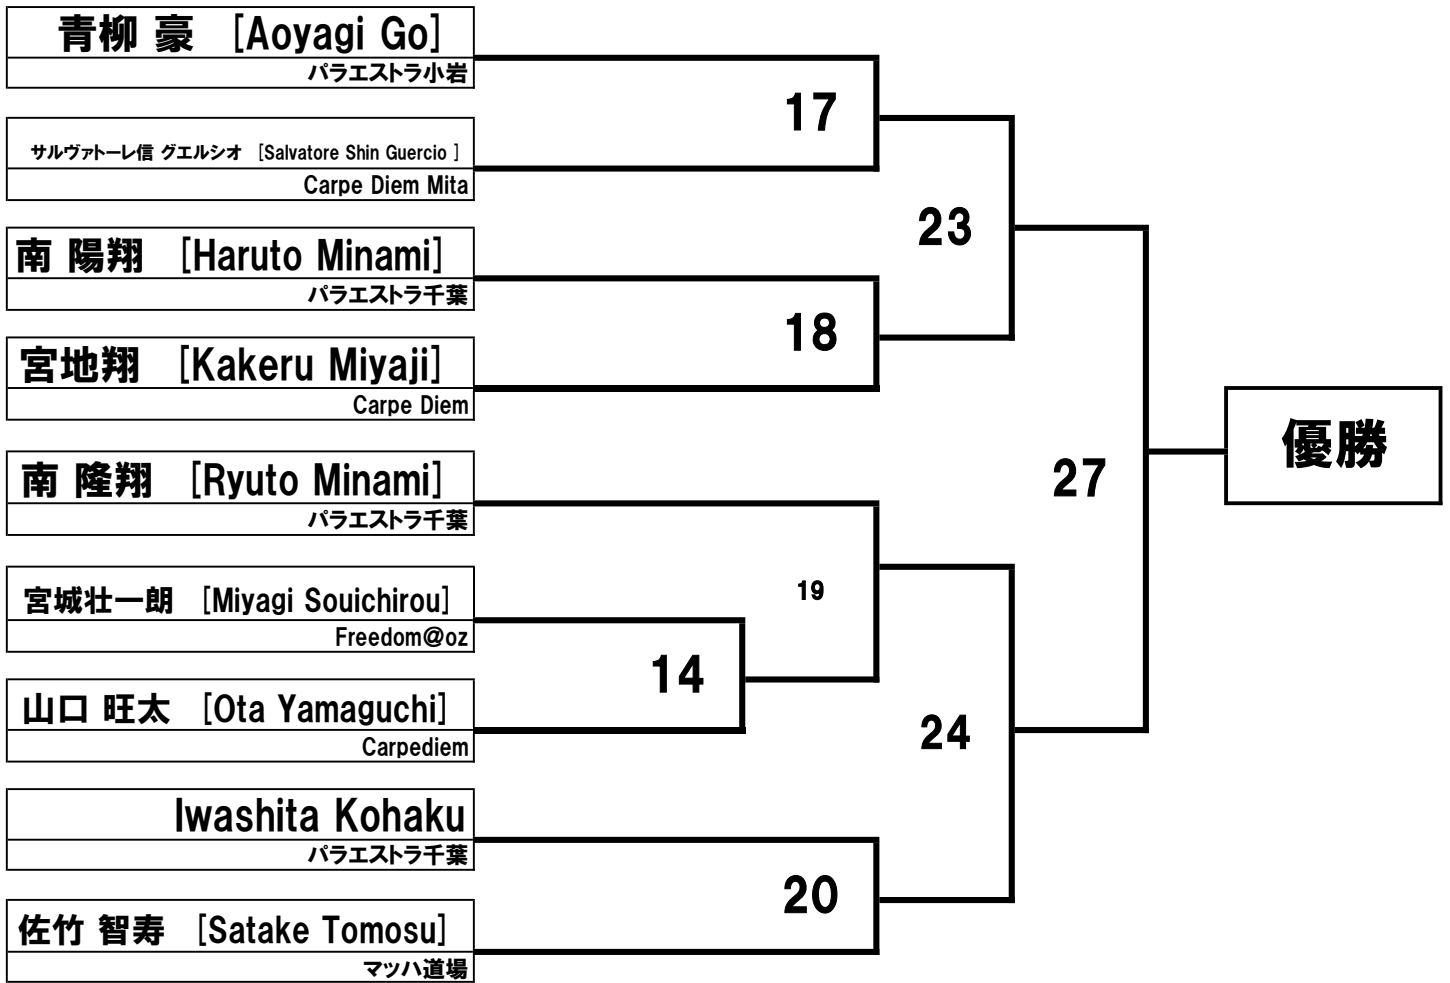 青柳 豪 [Aoyagi Go]
パラエストラ小岩
17
サルヴァトーレ信 グエルシオ [Salvatore Shin Guercio ]
Carpe Diem Mita
23
南 陽翔 [Haruto Minami]
パラエストラ千葉
18
宮地翔 [Kakeru Miyaji]
Carpe Diem
優勝
27
南 隆翔 [Ryuto Minami]
パラエストラ千葉
19
宮城壮一朗 [Miyagi Souichirou]
Freedom@oz
14
山口 旺太 [Ota Yamaguchi]
Carpediem
24
Iwashita Kohaku
パラエストラ千葉
20
佐竹 智寿 [Satake Tomosu]
マッハ道場